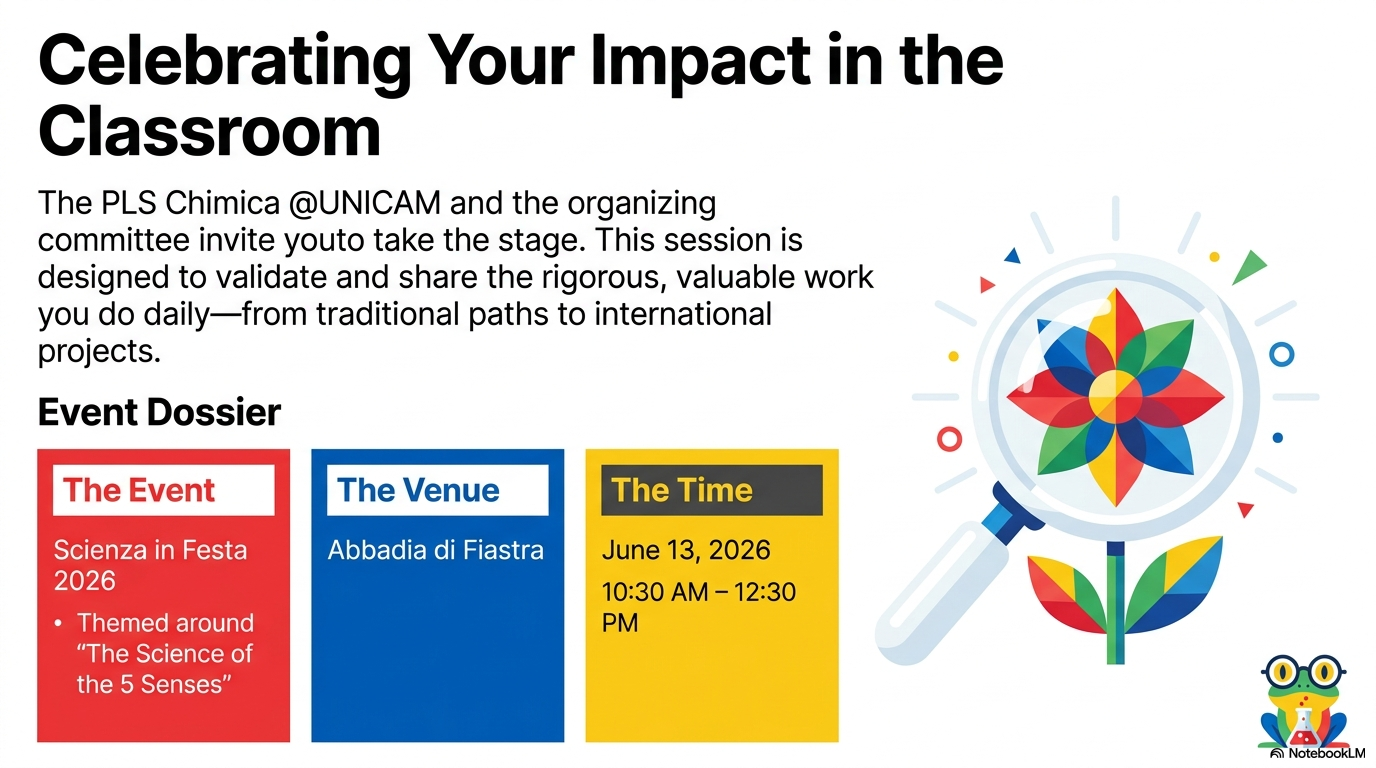 Celebrating Your Impact in the
Classroom
The PLS Chimica @UNICAM and the organizing
committee invite youto take the stage. This session is
designed to validate and share the rigorous, valuable work
you do daily—from traditional paths to international
projects.
Event Dossier
The Event
Scienza in Festa
2026
• Themed around
“The Science of
the 5 Senses”
The Venue
Abbadia di Fiastra
The Time
June 13, 2026
10:30 AM – 12:30
PM
NotebookLM